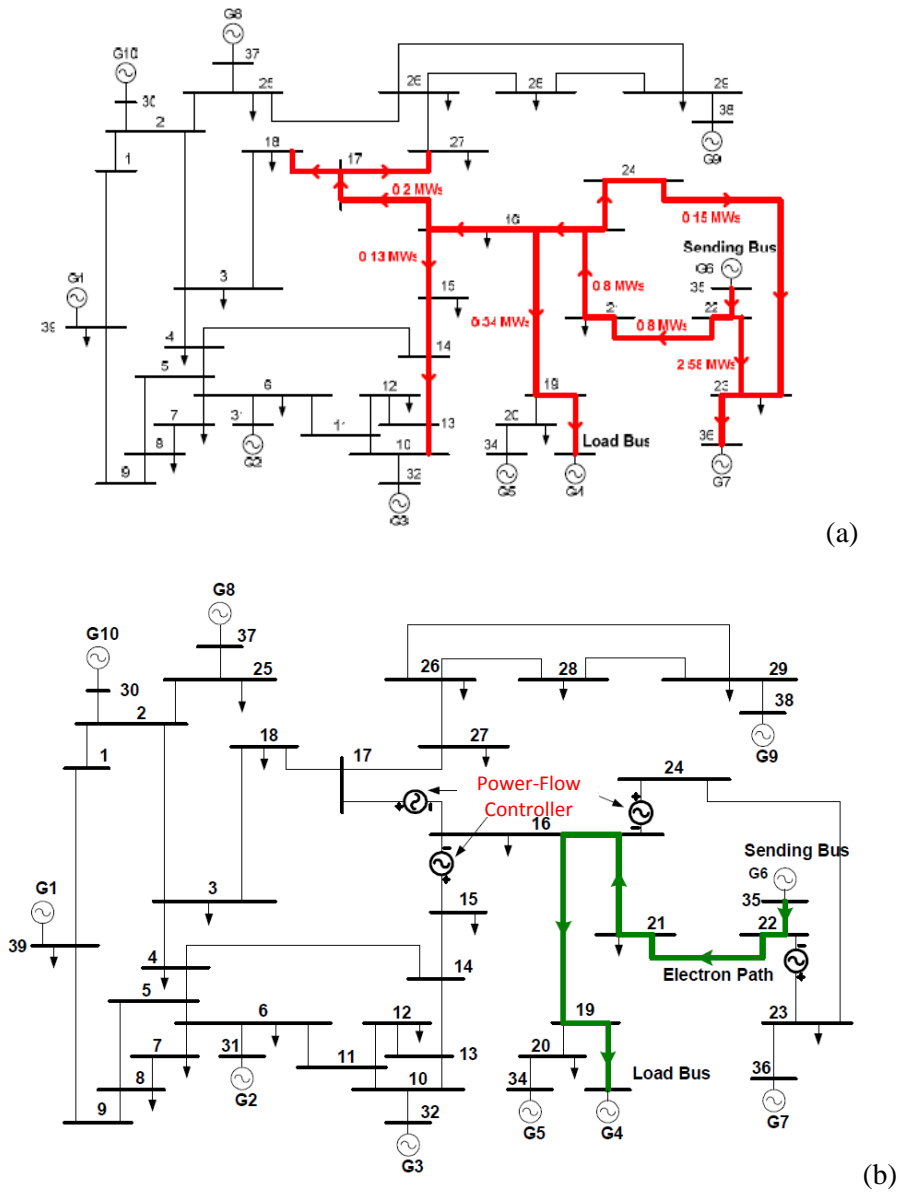 G8
G10
37
30
25
26
28
29
38
G9
2
1
18
17
27
24
0.2 MWs
0.15 MWs
16
Sending Bus
G6
35
0.13 MWs
G1
3
15
0.8 MWs
21
22
39
0.8 MWs
14
4
2.58 MWs
5
6
12
19
23
7
31
11
13
20
8
G2
10
Load Bus
34
36
9
32
G5
G4
G7
G3
(a)
G8
G10
37
25
26
28
29
30
38
2
18
17
27
G9
1
24
Power-Flow
Controller
+
-
16
-
+
-
Sending Bus
G1
3
+
15
G6
35
39
21
22
-
4
14
Electron Path
+
5
6
12
19
23
7
31
11
13
20
36
8
10
34
Load Bus
9
G2
32
G5
G4
G7
G3
(b)